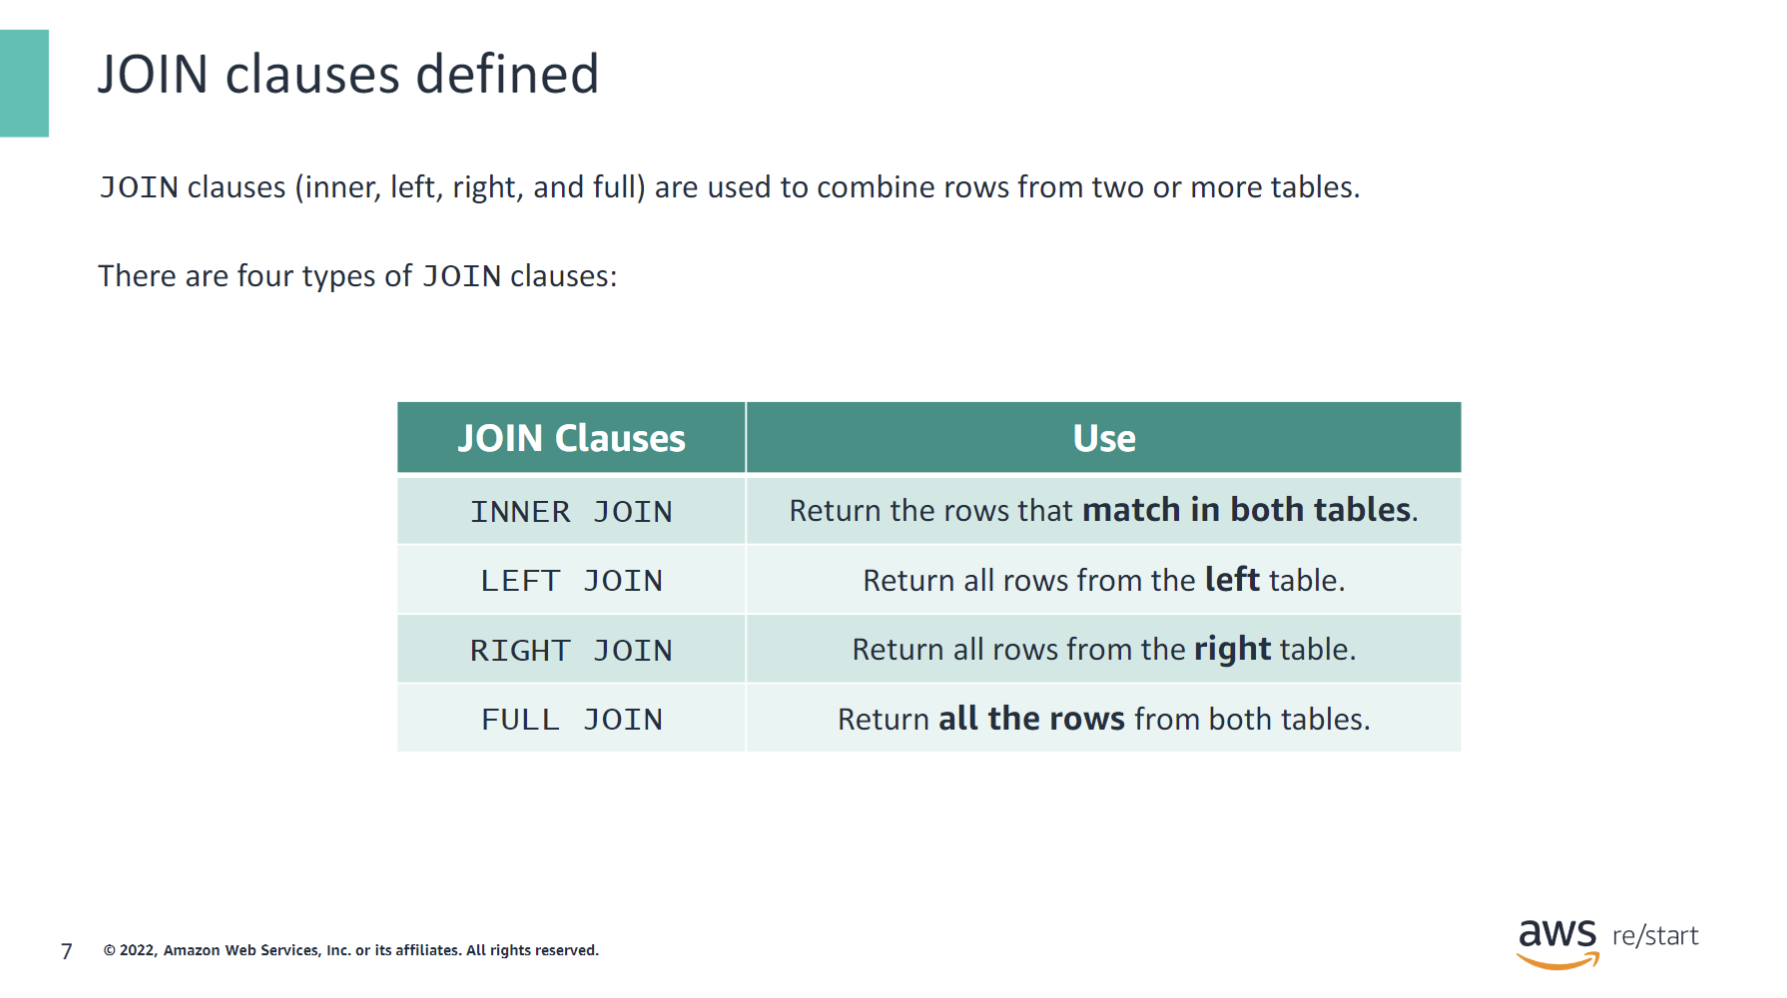 JOIN clauses defined
JOIN clauses (inner, left, right, and full) are used to combine rows from two or more tables.
There are four types of JOIN clauses:
JOIN Clauses Use
INNER JOIN Return the rows that match in both tables.
LEFT JOIN Return all rows from the left table.
RIGHT JOIN Return all rows from the right table.
FULL JOIN Return all the rows from both tables.
7 © 2022, Amazon Web Services, Inc. or its affiliates. All rights reserved.
aws re/start